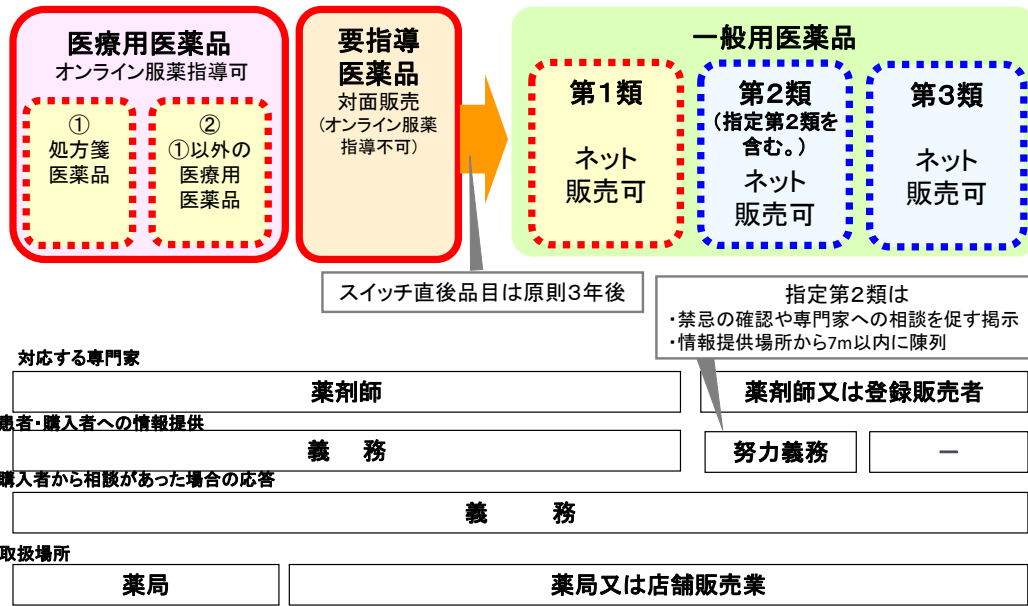 医療用医薬品
オンライン服薬指導可
①
処方箋
医薬品
②
①以外の
医療用
医薬品
要指導
医薬品
対面販売
(オンライン服薬
指導不可)
一般用医薬品
第1類
ネット
販売可
第2類
(指定第2類を
含む。)
ネット
販売可
第3類
ネット
販売可
スイッチ直後品目は原則3年後
指定第2類は
・禁忌の確認や専門家への相談を促す掲示
・情報提供場所から7m以内に陳列
対応する専門家
薬剤師
薬剤師又は登録販売者
患者・購入者への情報提供
義 務
努力義務
－
購入者から相談があった場合の応答
義 務
取扱場所
薬局
薬局又は店舗販売業